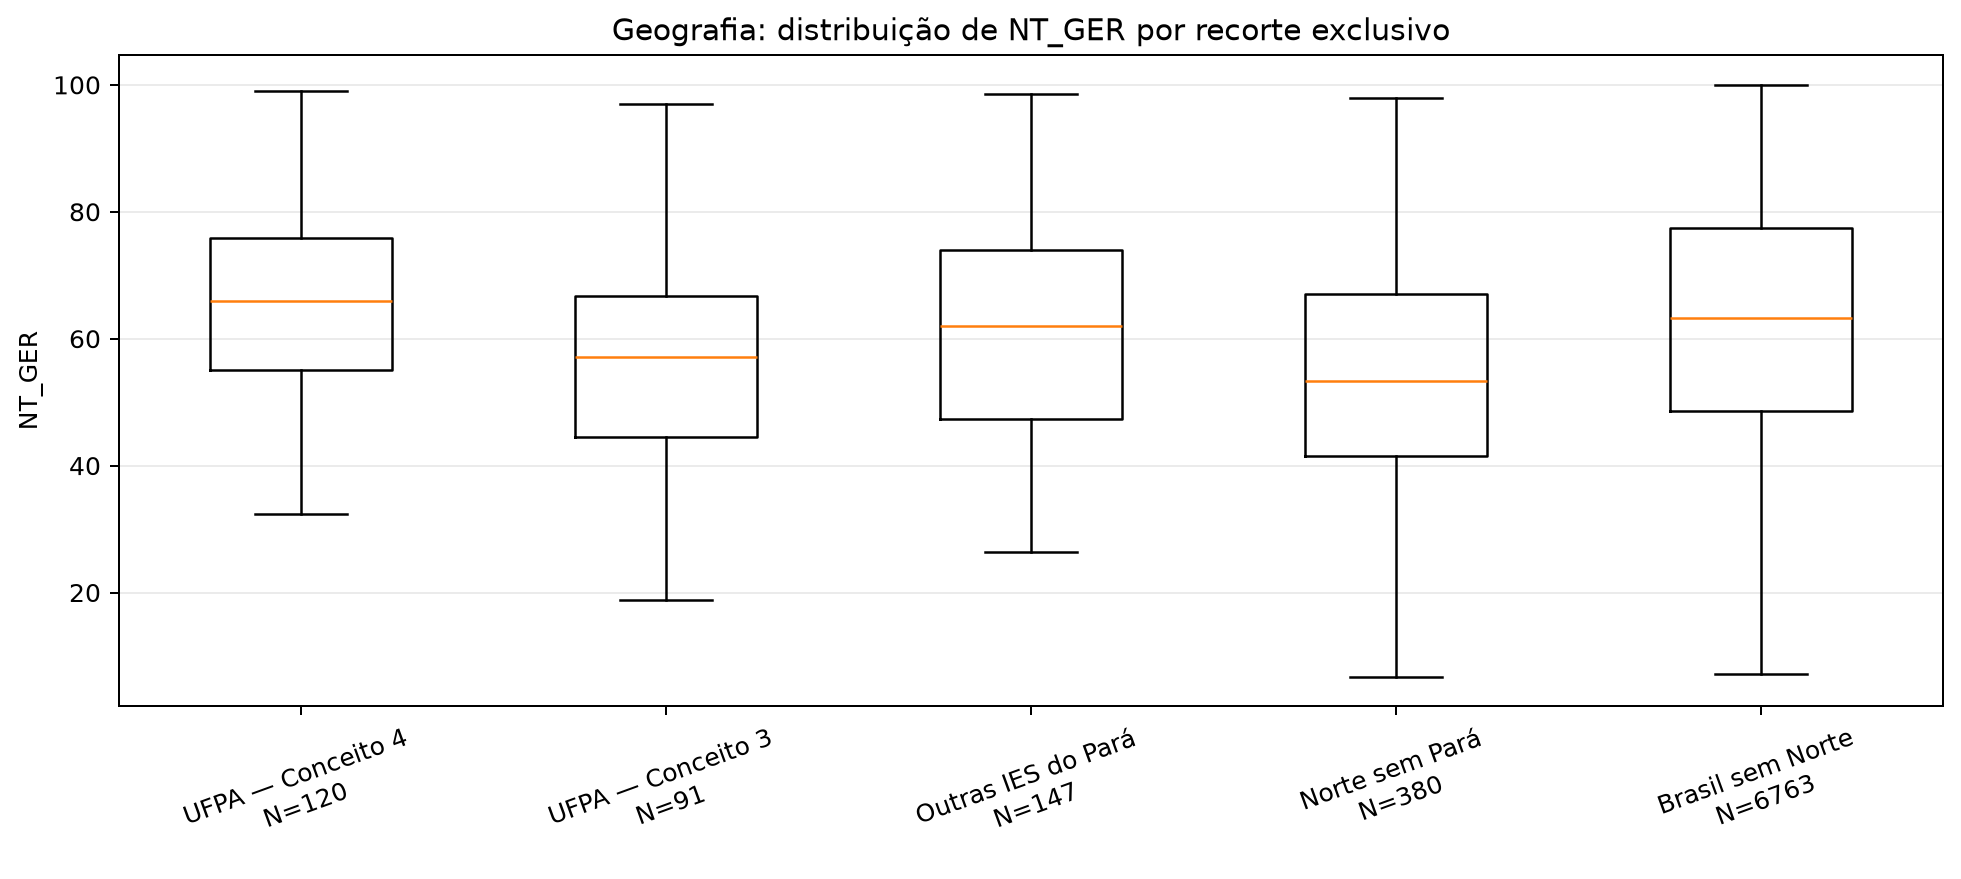 Geografia: distribuição de NT_GER por recorte exclusivo
NT_GER
100
80
60
40
20
UFPA — Conceito 4
N=120
UFPA — Conceito 3
N=91
Outras IES do Pará
N=147
Norte sem Pará
N=380
Brasil sem Norte
N=6763